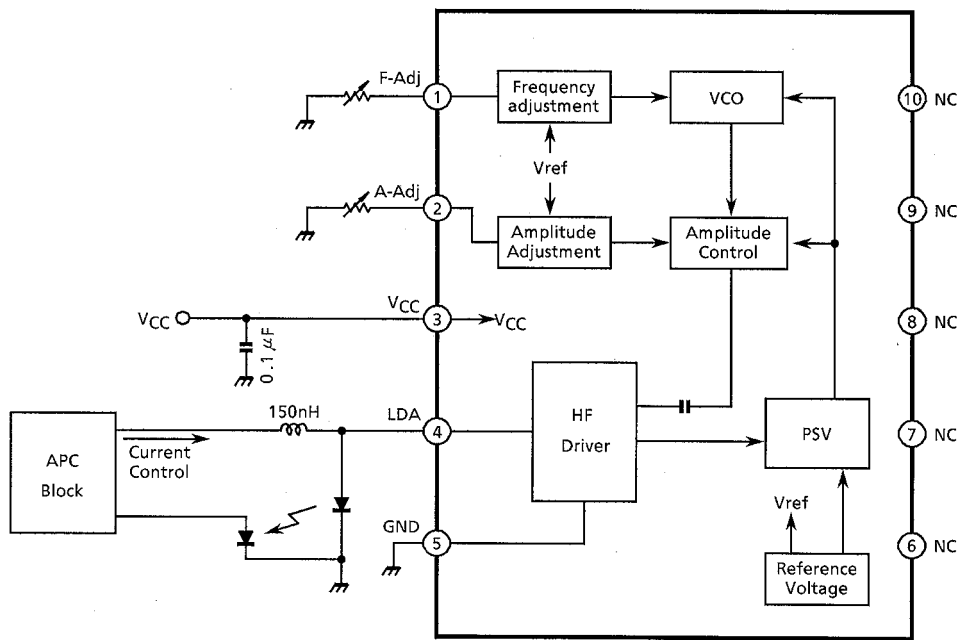 F-Adj
1
Frequency
adjustment
VCO
10 NC
Vref
A-Adj
2
Amplitude
Adjustment
Amplitude
Control
9 NC
VCC
VCC
3
VCC
8 NC
0.1 μF
150nH
LDA
4
HF
Driver
PSV
7 NC
APC
Block
Current
Control
GND
5
Vref
Reference
Voltage
6 NC